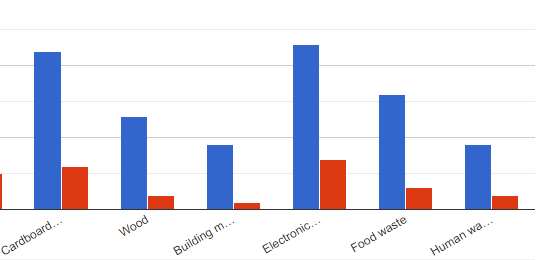 Cardboard…
Wood
Building m…
Electronic…
Food waste
Human wa…